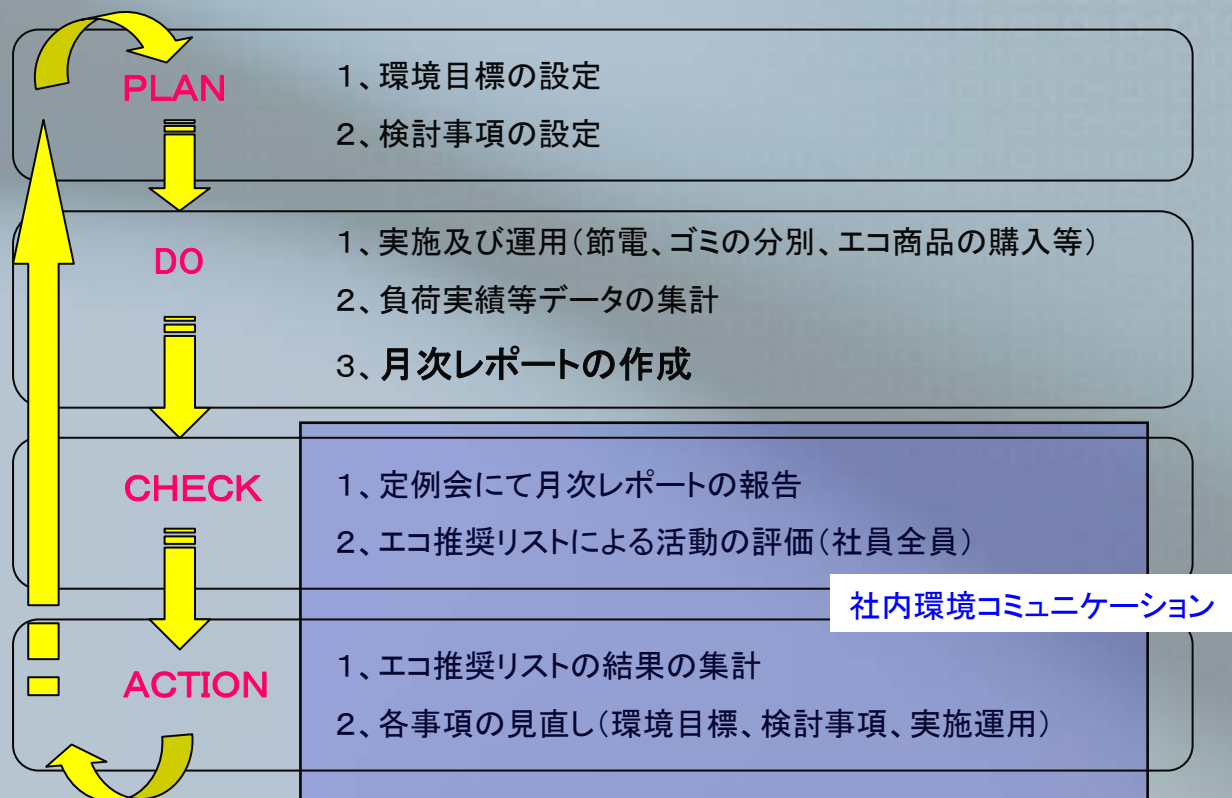 PLAN
1、環境目標の設定
2、検討事項の設定
DO
1、実施及び運用(節電、ゴミの分別、エコ商品の購入等)
2、負荷実績等データの集計
3、月次レポートの作成
CHECK
1、定例会にて月次レポートの報告
2、エコ推奨リストによる活動の評価(社員全員)
社内環境コミュニケーション
ACTION
1、エコ推奨リストの結果の集計
2、各事項の見直し(環境目標、検討事項、実施運用)